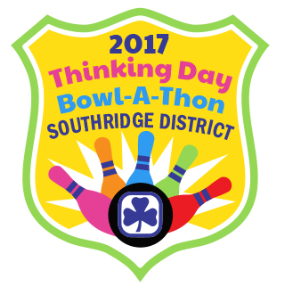 2017
Thinking Day
Bowl-A-Thon
SOUTHRIDGE DISTRICT